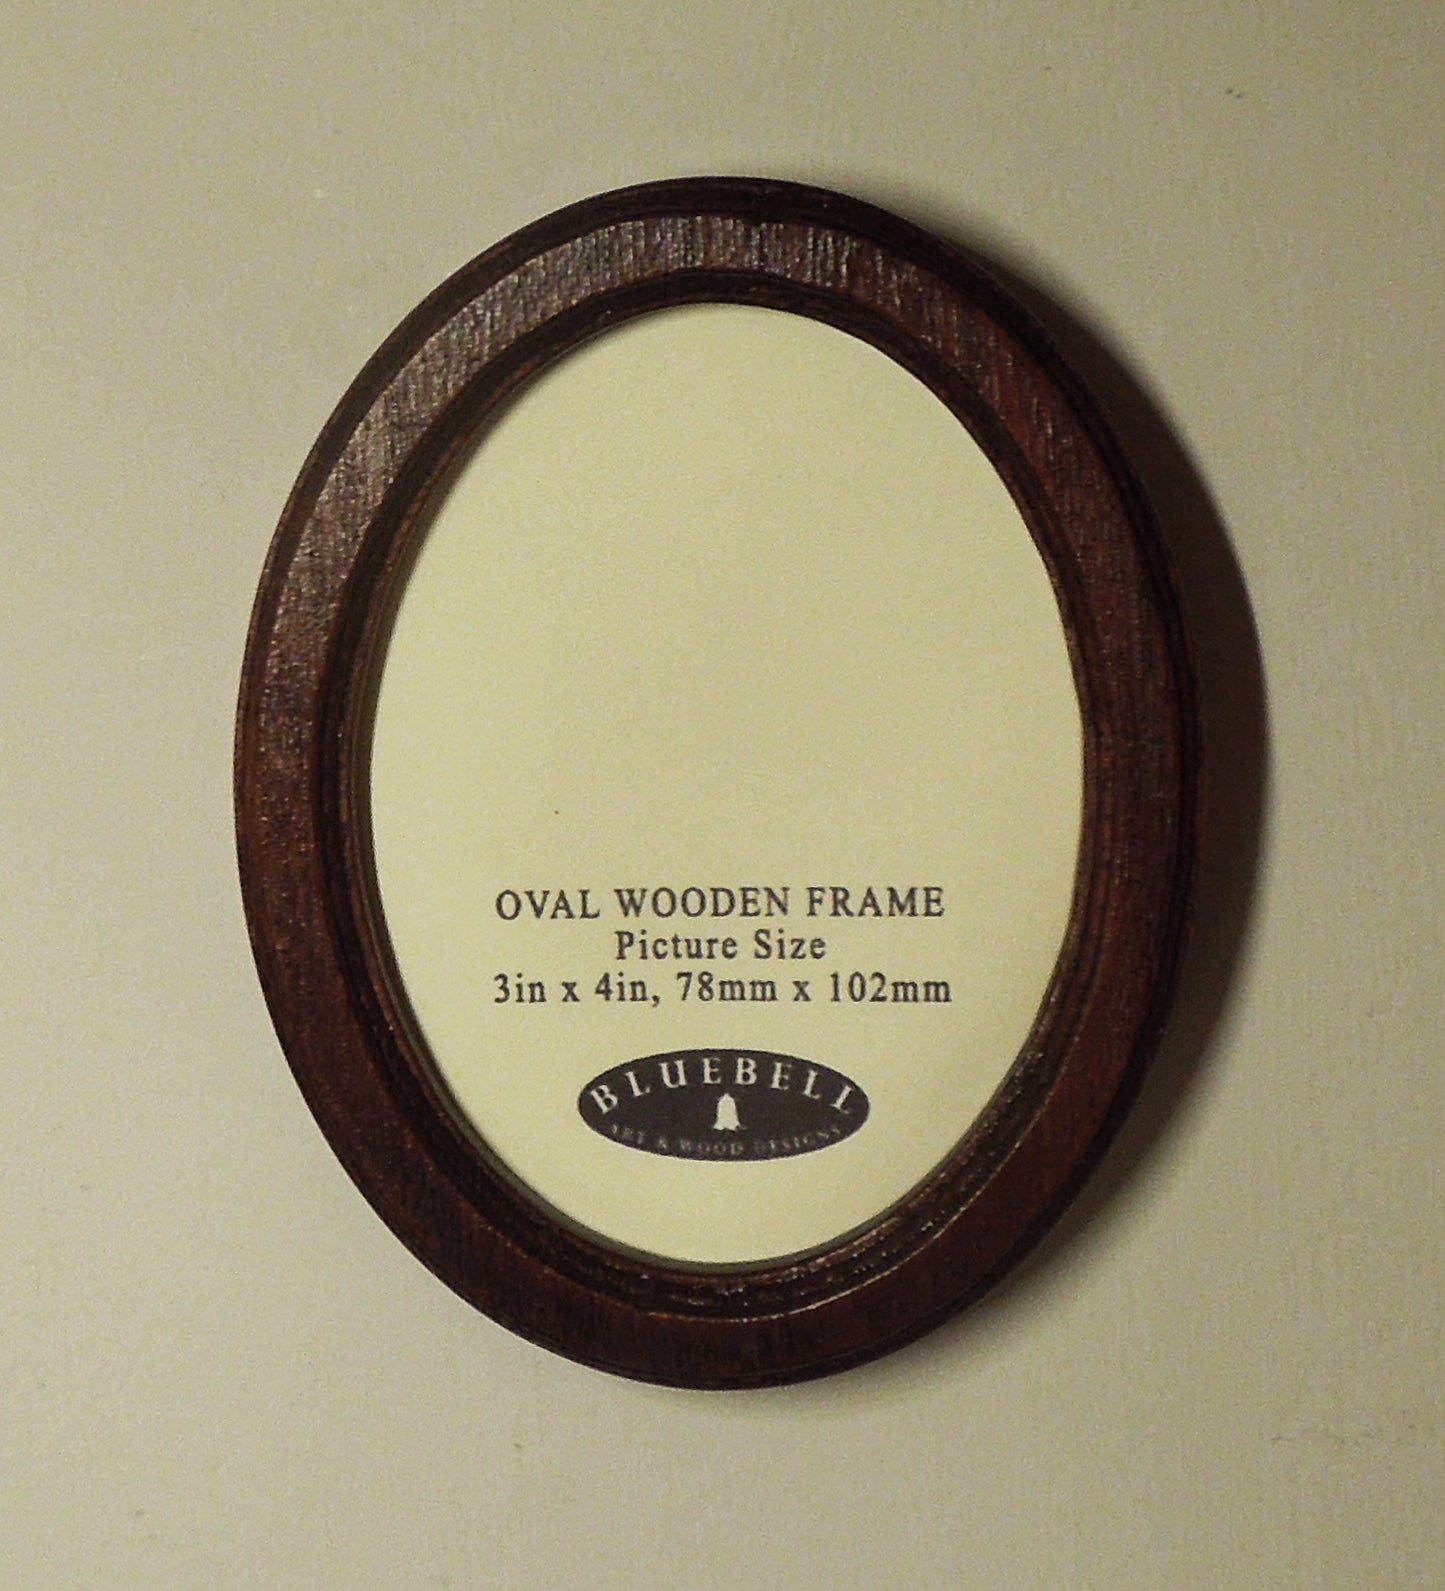 OVAL WOODEN FRAME
Picture Size
3in x 4in, 78mm x 102mm
BLUEBELL
ART & WOOD DESIGNS